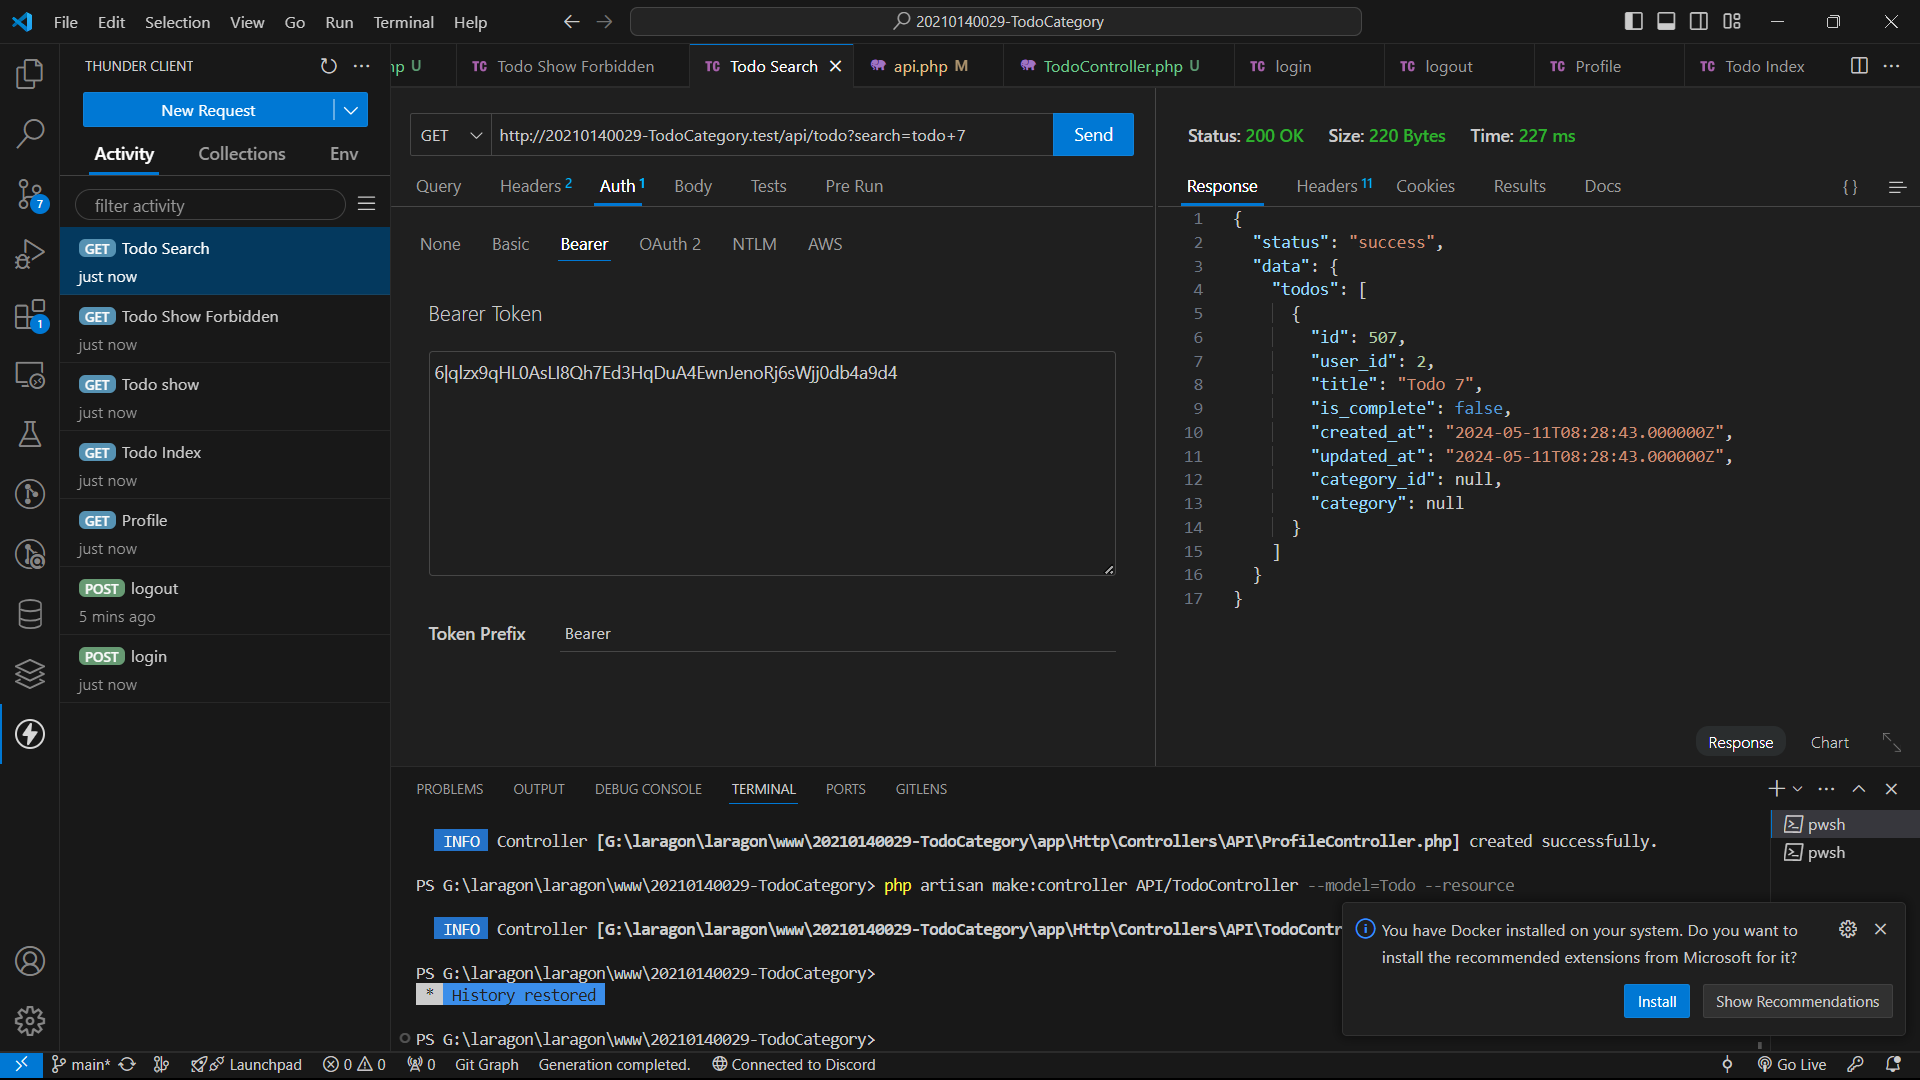 File Edit Selection View Go Run Terminal Help
20210140029-TodoCategory
THUNDER CLIENT
New Request
Activity Collections Env
filter activity
GET Todo Search
just now
GET Todo Show Forbidden
just now
GET Todo show
just now
GET Todo Index
just now
GET Profile
just now
POST logout
5 mins ago
POST login
just now
7
1
np U
TC Todo Show Forbidden
TC Todo Search
api.php M
TodoController.php U
TC login
TC logout
TC Profile
TC Todo Index
GET http://20210140029-TodoCategory.test/api/todo?search=todo+7 Send
Query Headers 2 Auth 1 Body Tests Pre Run
None Basic Bearer OAuth 2 NTLM AWS
Bearer Token
6|qlzx9qHL0AsLI8Qh7Ed3HqDuA4EwnJenoRj6sWjj0db4a9d4
Token Prefix Bearer
Status: 200 OK Size: 220 Bytes Time: 227 ms
Response Headers 11 Cookies Results Docs {}
1 {
2 "status": "success",
3 "data": {
4 "todos": [
5 {
6 "id": 507,
7 "user_id": 2,
8 "title": "Todo 7",
9 "is_complete": false,
10 "created_at": "2024-05-11T08:28:43.000000Z",
11 "updated_at": "2024-05-11T08:28:43.000000Z",
12 "category_id": null,
13 "category": null
14 }
15 ]
16 }
17 }
Response Chart
PROBLEMS OUTPUT DEBUG CONSOLE TERMINAL PORTS GITLENS
INFO Controller [G:\laragon\laragon\www\20210140029-TodoCategory\app\Http\Controllers\API\ProfileController.php] created successfully.
PS G:\laragon\laragon\www\20210140029-TodoCategory> php artisan make:controller API/TodoController --model=Todo --resource
INFO Controller [G:\laragon\laragon\www\20210140029-TodoCategory\app\Http\Controllers\API\TodoContr
PS G:\laragon\laragon\www\20210140029-TodoCategory>
* History restored
PS G:\laragon\laragon\www\20210140029-TodoCategory>
pwsh
pwsh
You have Docker installed on your system. Do you want to
install the recommended extensions from Microsoft for it?
Install Show Recommendations
main* Launchpad 0 0 0 Git Graph Generation completed. Connected to Discord Go Live